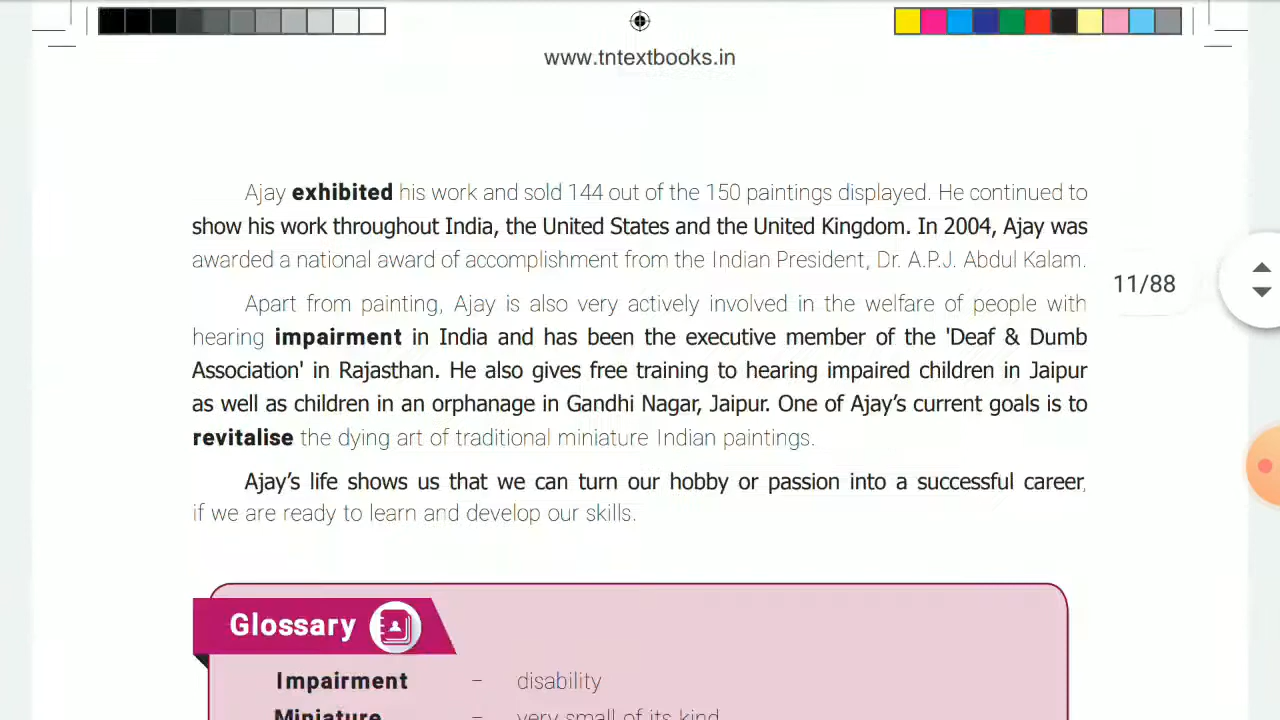 www.tntextbooks.in
Ajay exhibited his work and sold 144 out of the 150 paintings displayed. He continued to
show his work throughout India, the United States and the United Kingdom. In 2004, Ajay was
awarded a national award of accomplishment from the Indian President, Dr. A.P.J. Abdul Kalam.
Apart from painting, Ajay is also very actively involved in the welfare of people with
hearing impairment in India and has been the executive member of the 'Deaf & Dumb
Association' in Rajasthan. He also gives free training to hearing impaired children in Jaipur
as well as children in an orphanage in Gandhi Nagar, Jaipur. One of Ajay's current goals is to
revitalise the dying art of traditional miniature Indian paintings.
Ajay's life shows us that we can turn our hobby or passion into a successful career,
if we are ready to learn and develop our skills.
11/88
Glossary
Impairment - disability
Miniature - very small of its kind